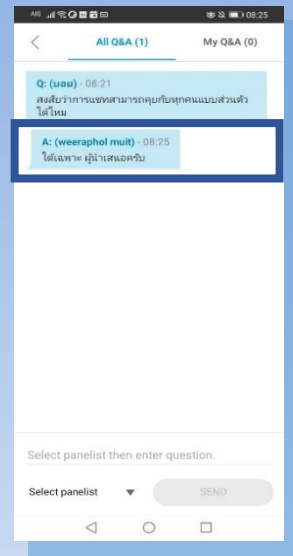 AIS 08:25
All Q&A (1) My Q&A (0)
Q: (บอย) - 08:21
สงสัยว่าการแชทสามารถคุยกับทุกคนแบบส่วนตัว
ได้ไหม
A: (weeraphol muit) - 08:25
ได้เฉพาะ ผู้นำเสนอครับ
Select panelist then enter question.
Select panelist SEND